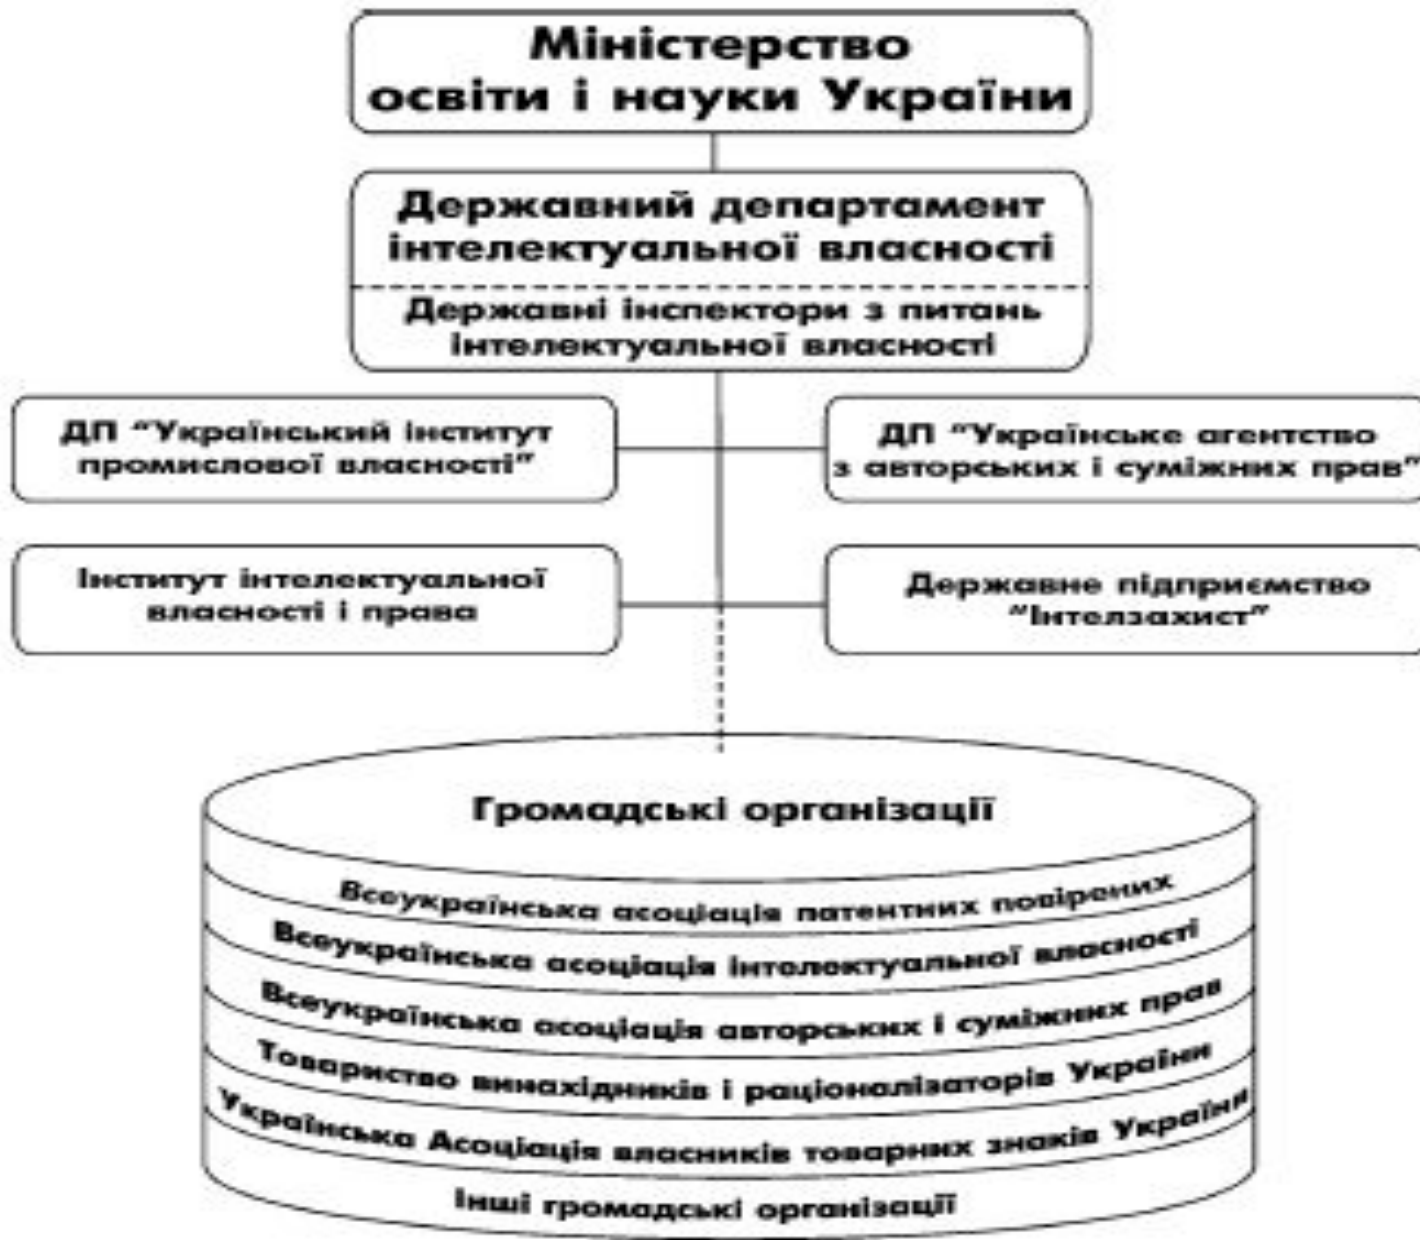 Міністерство
освіти і науки України
Державний департамент
інтелектуальної власності
Державні інспектори з питань
інтелектуальної власності
ДП “Український інститут
промислової власності”
ДП “Українське агентство
з авторських і суміжних прав”
Інститут інтелектуальної
власності і права
Державне підприємство
“Інтелзахист”
Громадські організації
Всеукраїнська асоціація патентних повірених
Всеукраїнська асоціація інтелектуальної власності
Всеукраїнська асоціація авторських і суміжних прав
Товариство винахідників і раціоналізаторів України
Українська Асоціація власників товарних знаків України
Інші громадські організації